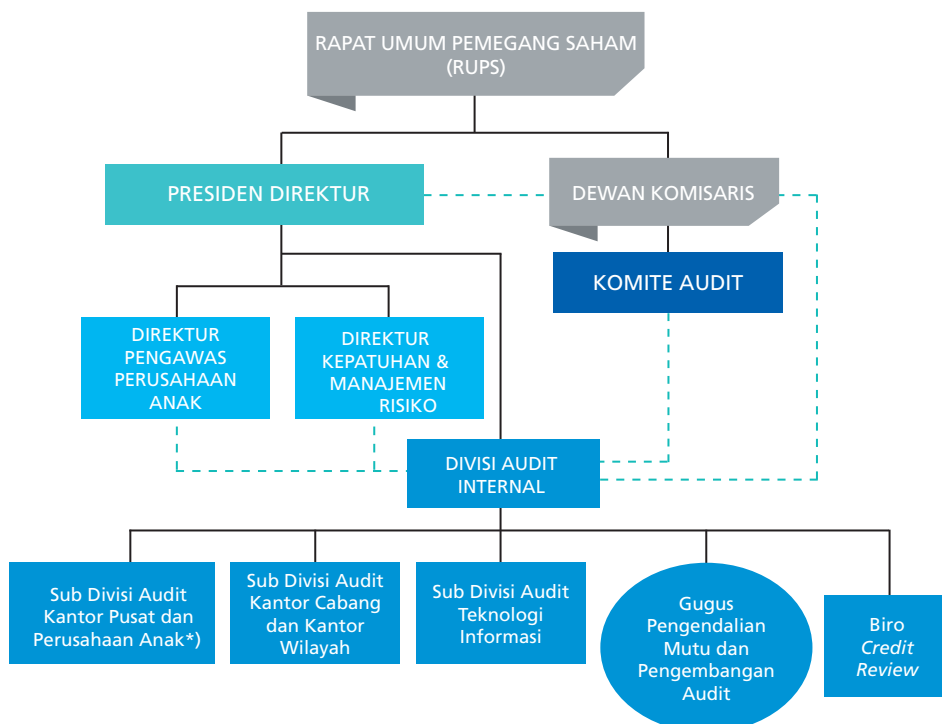 RAPAT UMUM PEMEGANG SAHAM
(RUPS)
PRESIDEN DIREKTUR
DEWAN KOMISARIS
KOMITE AUDIT
DIREKTUR
PENGAWAS
PERUSAHAAN
ANAK
DIREKTUR
KEPATUHAN &
MANAJEMEN
RISIKO
DIVISI AUDIT
INTERNAL
Sub Divisi Audit
Kantor Pusat dan
Perusahaan Anak*)
Sub Divisi Audit
Kantor Cabang
dan Kantor
Wilayah
Sub Divisi Audit
Teknologi
Informasi
Gugus
Pengendalian
Mutu dan
Pengembangan
Audit
Biro
Credit
Review